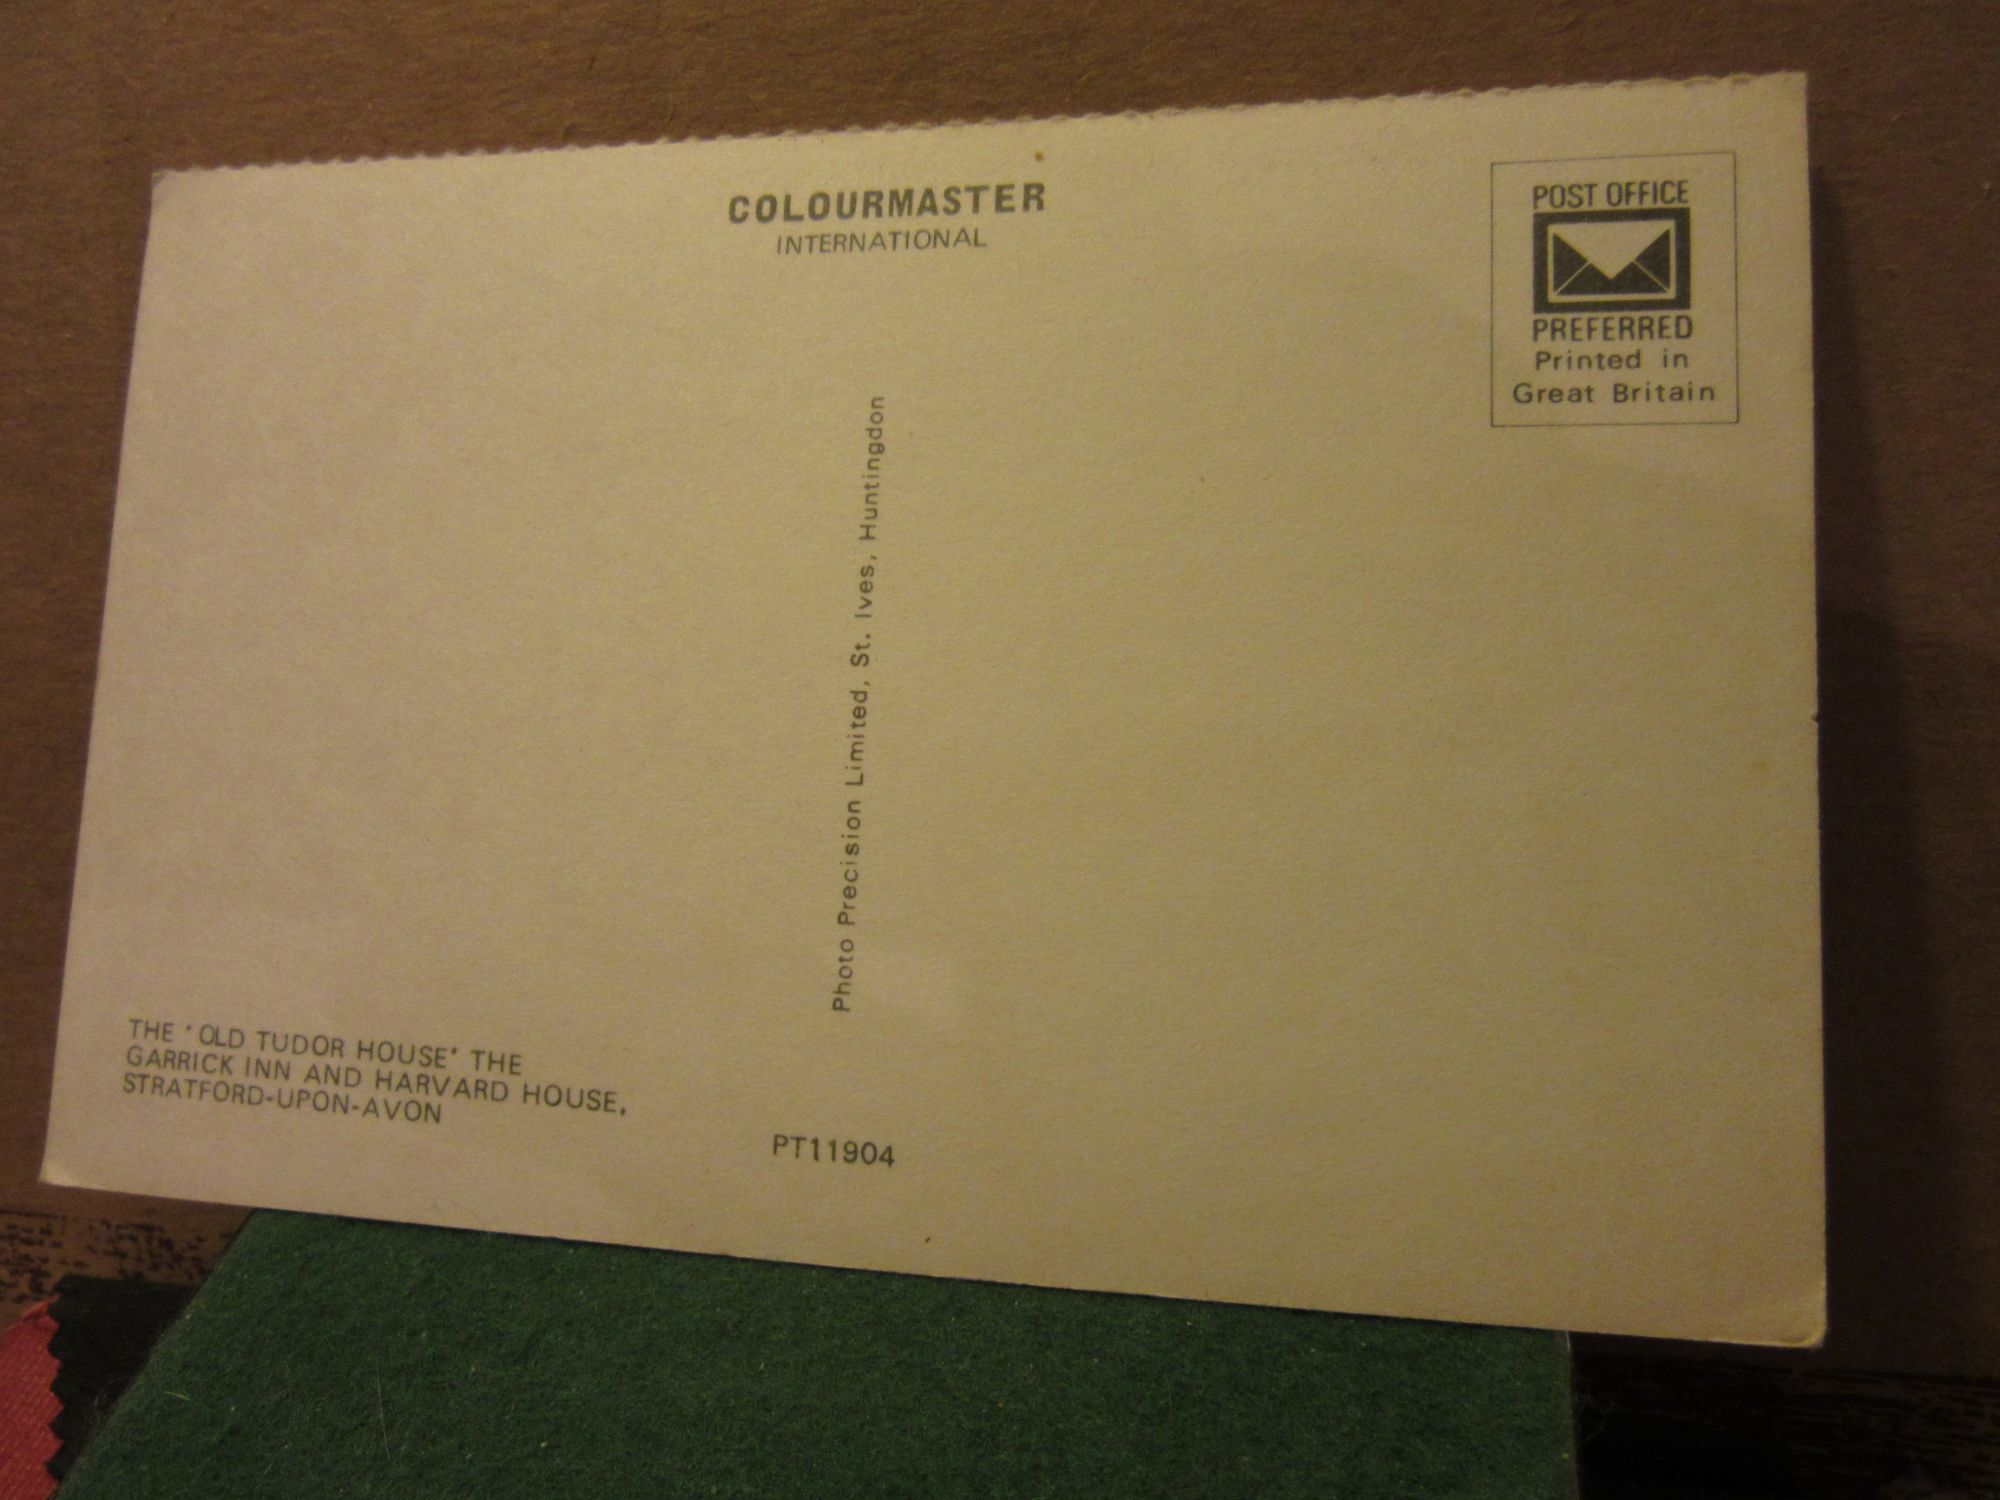 COLOURMASTER
INTERNATIONAL
POST OFFICE
PREFERRED
Printed in
Great Britain
Photo Precision Limited, St. Ives, Huntingdon
THE 'OLD TUDOR HOUSE' THE
GARRICK INN AND HARVARD HOUSE,
STRATFORD-UPON-AVON
PT11904